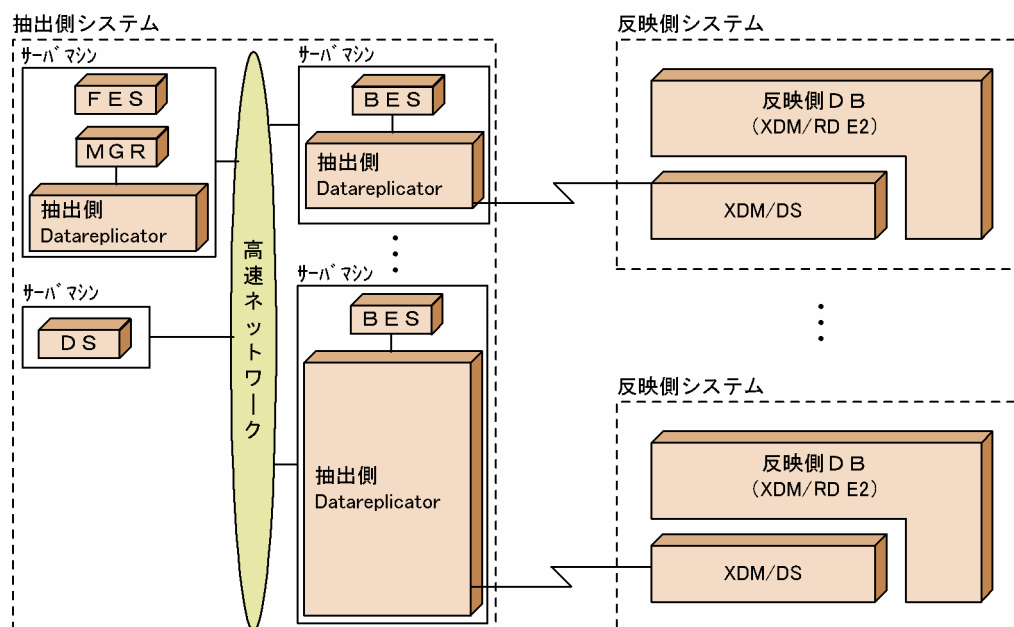 抽出側システム
サーバマシン
FES
MGR
抽出側
Datareplicator
サーバマシン
DS
高速ネットワーク
サーバマシン
BES
抽出側
Datareplicator
サーバマシン
BES
抽出側
Datareplicator
反映側システム
反映側DB
(XDM/RD E2)
XDM/DS
反映側システム
反映側DB
(XDM/RD E2)
XDM/DS